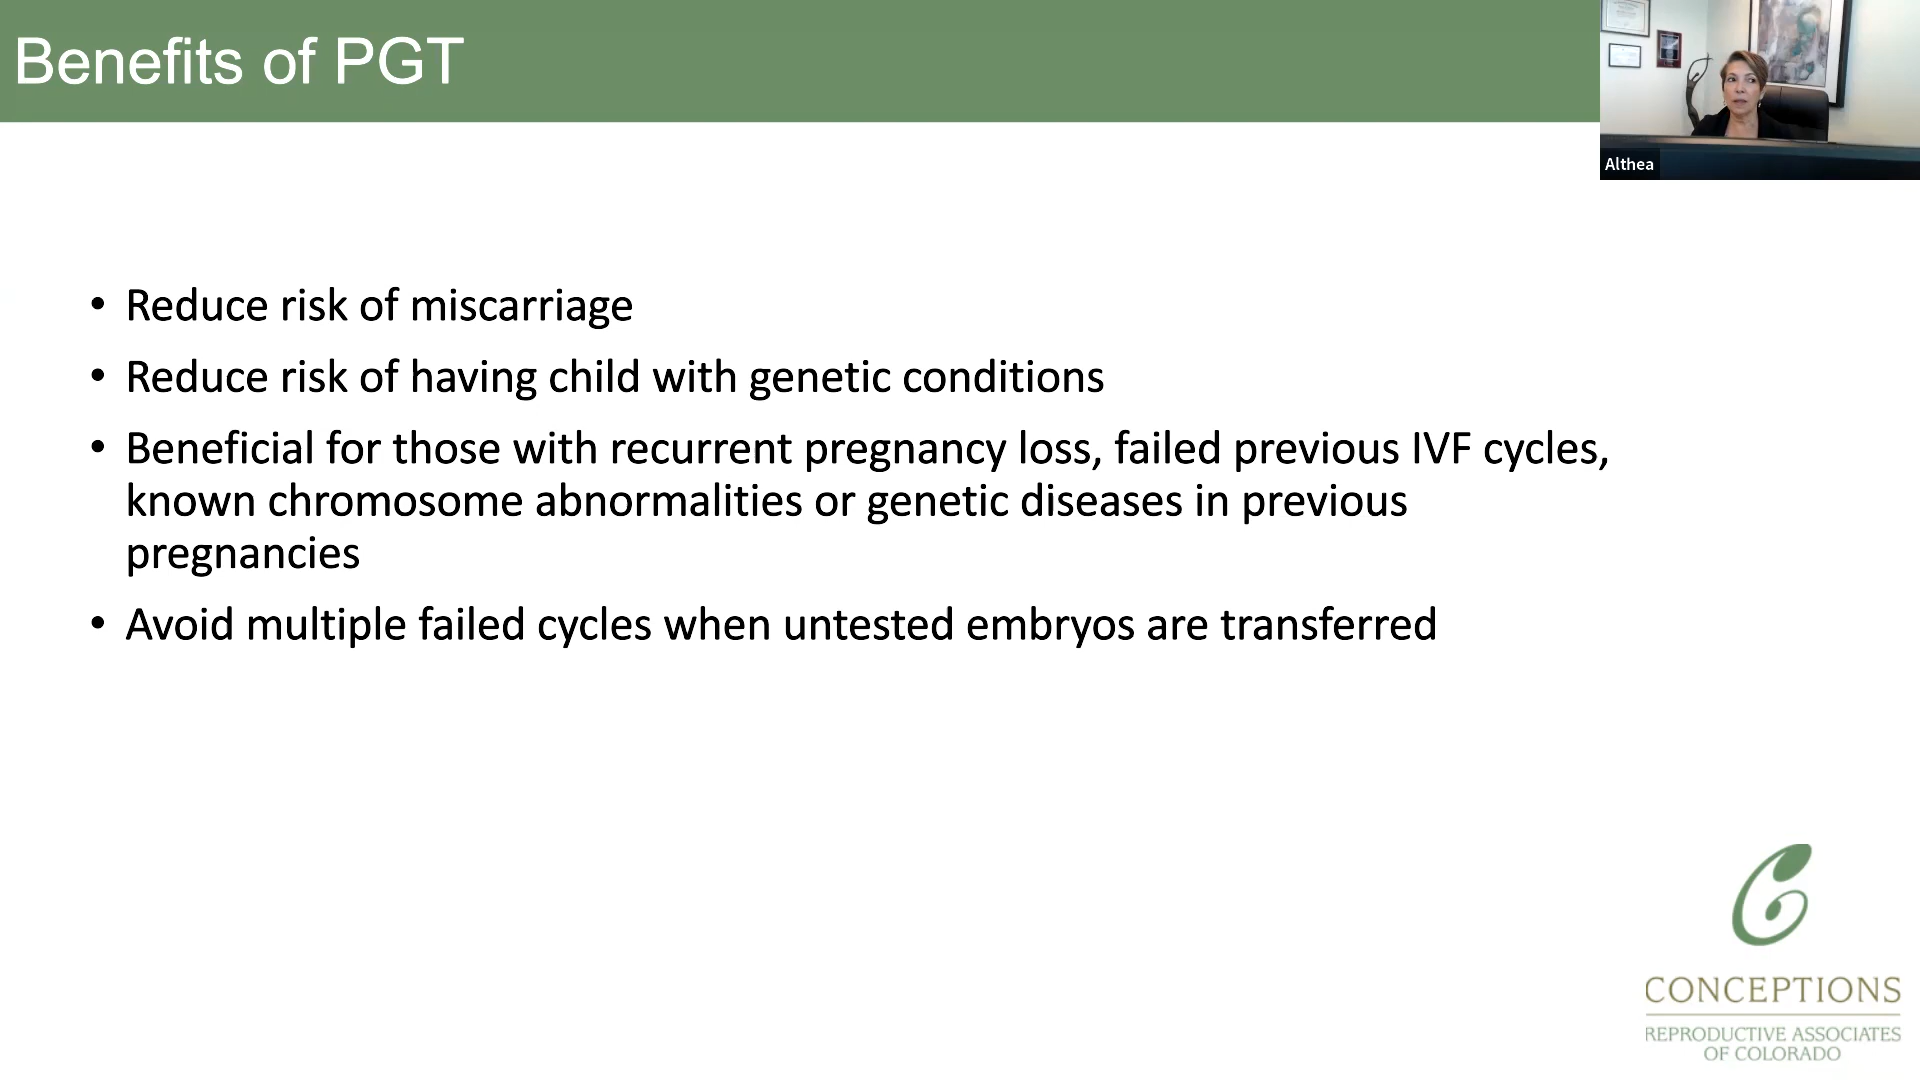 Benefits of PGT
Althea
• Reduce risk of miscarriage
• Reduce risk of having child with genetic conditions
• Beneficial for those with recurrent pregnancy loss, failed previous IVF cycles,
known chromosome abnormalities or genetic diseases in previous
pregnancies
• Avoid multiple failed cycles when untested embryos are transferred
CONCEPTIONS
REPRODUCTIVE ASSOCIATES
OF COLORADO